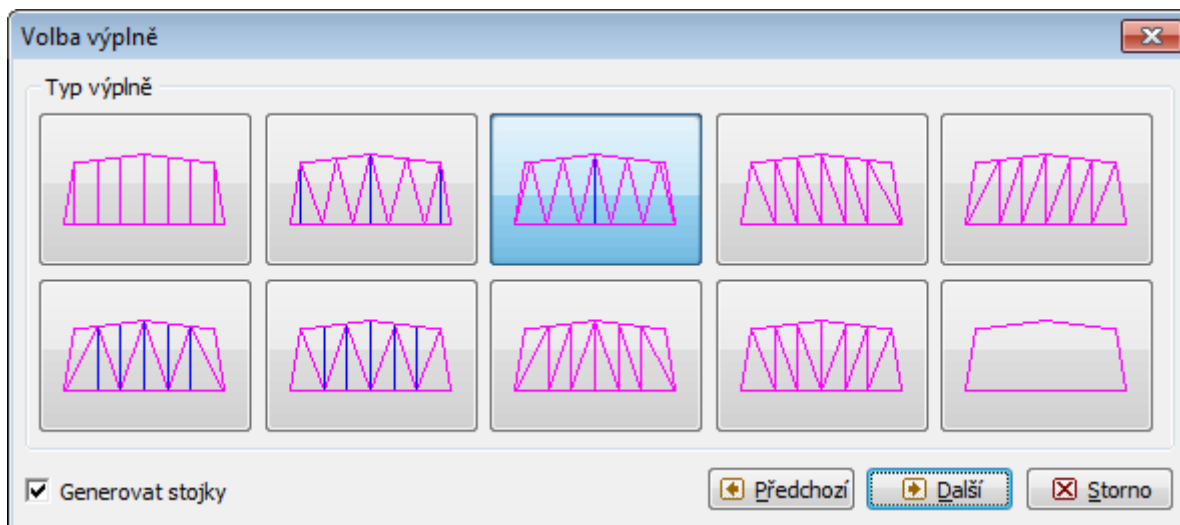 Volba výplně
Typ výplně
Generovat stojky
Předchozí
Další
Storno